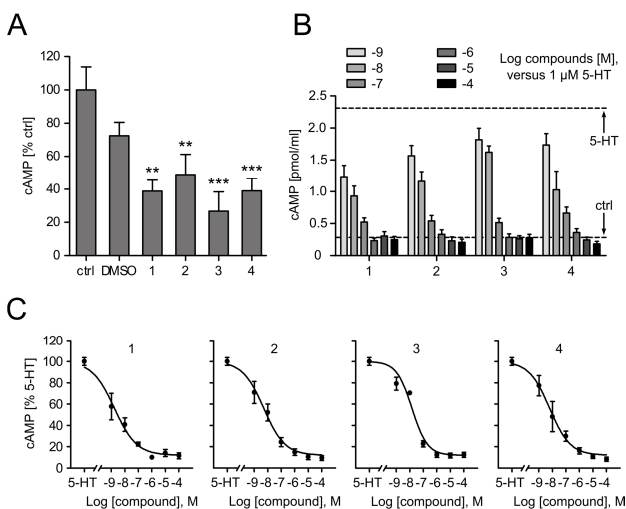 A
cAMP [% ctrl]
120
100
80
60
40
20
0
**
**
***
***
ctrl
DMSO
1
2
3
4
B
-9
-8
-7
-6
-5
-4
Log compounds [M],
versus 1 µM 5-HT
cAMP [pmol/ml]
2.5
2.0
1.5
1.0
0.5
0
5-HT
ctrl
1
2
3
4
C
cAMP [% 5-HT]
120
100
80
60
40
20
0
1
2
3
4
5-HT -9 -8 -7 -6 -5 -4
5-HT -9 -8 -7 -6 -5 -4
5-HT -9 -8 -7 -6 -5 -4
5-HT -9 -8 -7 -6 -5 -4
Log [compound], M
Log [compound], M
Log [compound], M
Log [compound], M